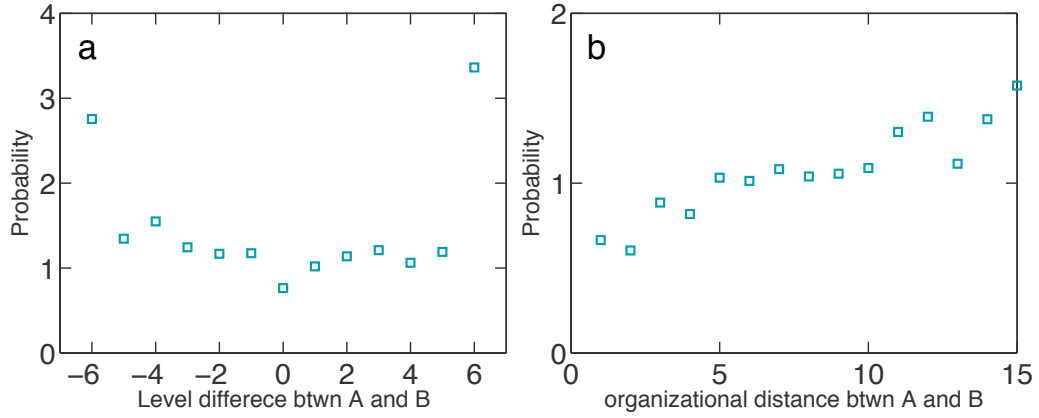 a
Probability
4
3
2
1
0
−6 −4 −2 0 2 4 6
Level differece btwn A and B
b
Probability
2
1
0
0 5 10 15
organizational distance btwn A and B